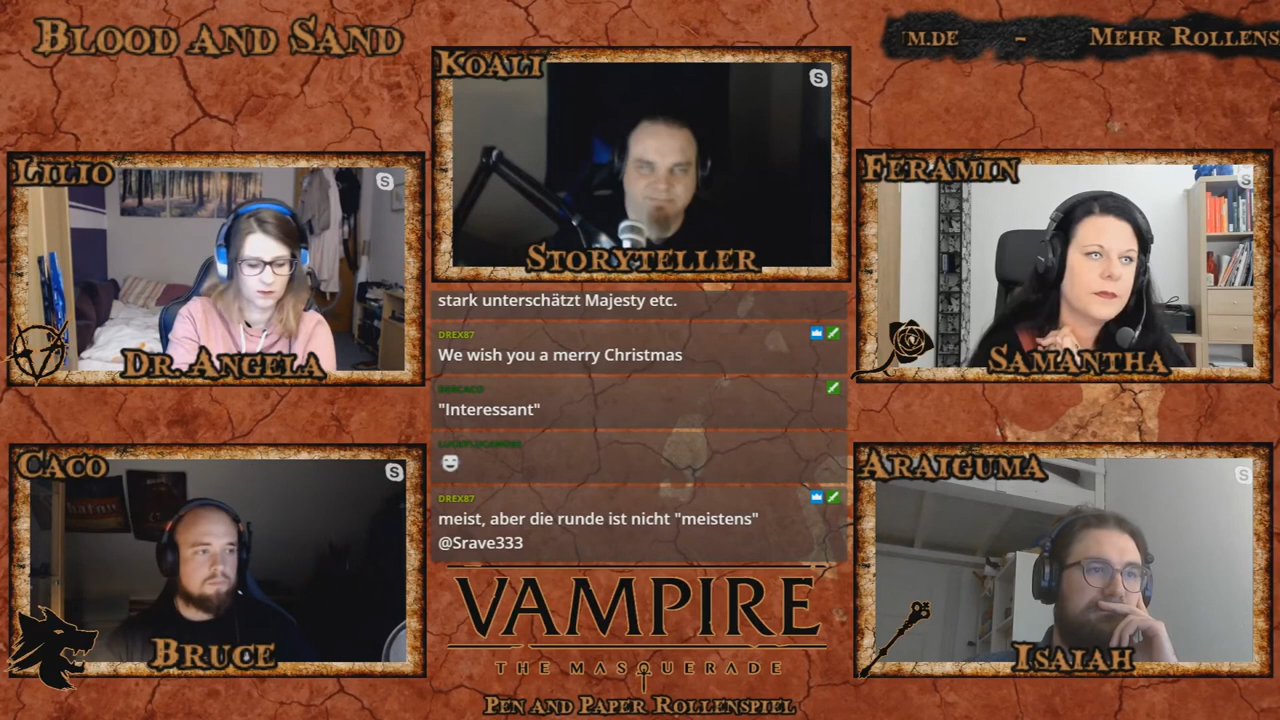 BLOOD AND SAND
KOALI
M.DE - MEHR ROLLENS
STORYTELLER
LILIO
DR. ANGELA
FERAMIN
SAMANTHA
stark unterschätzt Majesty etc.
DREX87
We wish you a merry Christmas
"Interessant"
DREX87
meist, aber die runde ist nicht "meistens"
@Srave333
CACO
BRUCE
ARAIGUMA
ISAIAH
VAMPIRE
THE MASQUERADE
PEN AND PAPER ROLLENSPIEL